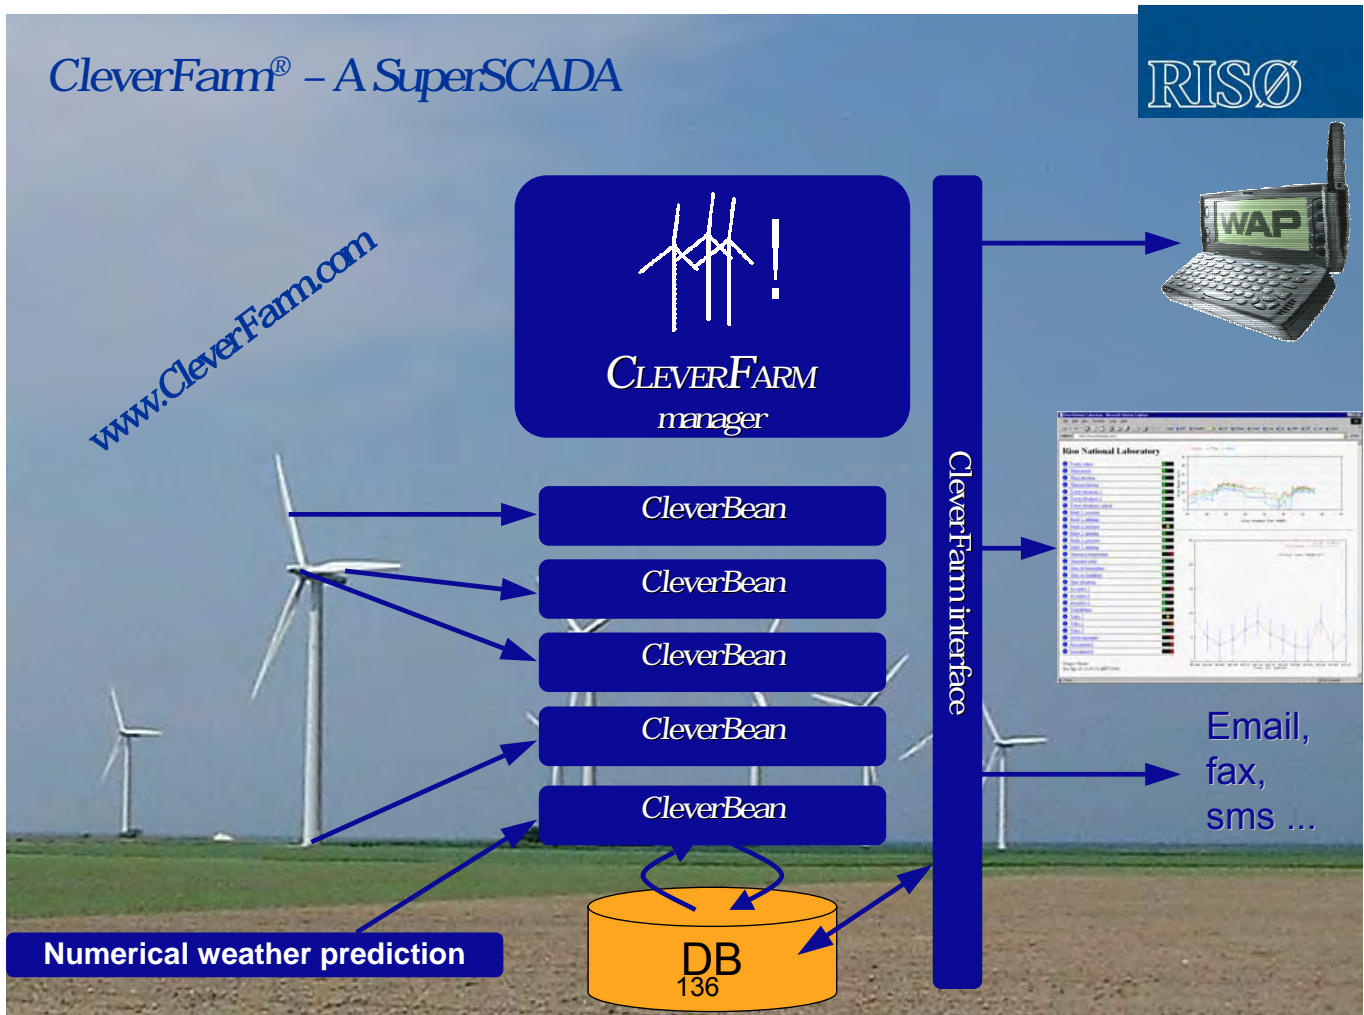 CleverFarm® – A SuperSCADA
RISØ
WAP
www.CleverFarm.com
!
CLEVERFARM
manager
CleverFarm interface
Riso National Laboratory
CleverBean
CleverBean
CleverBean
CleverBean
CleverBean
Email,
fax,
sms ...
Numerical weather prediction
DB
136